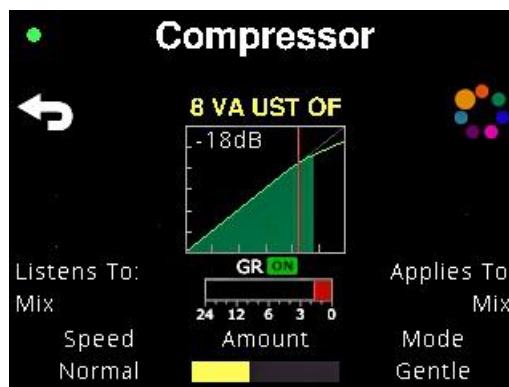 Compressor
8 VA UST OF
-18dB
GR ON
24 12 6 3 0
Listens To:
Mix
Applies To
Mix
Speed
Normal
Amount
Mode
Gentle